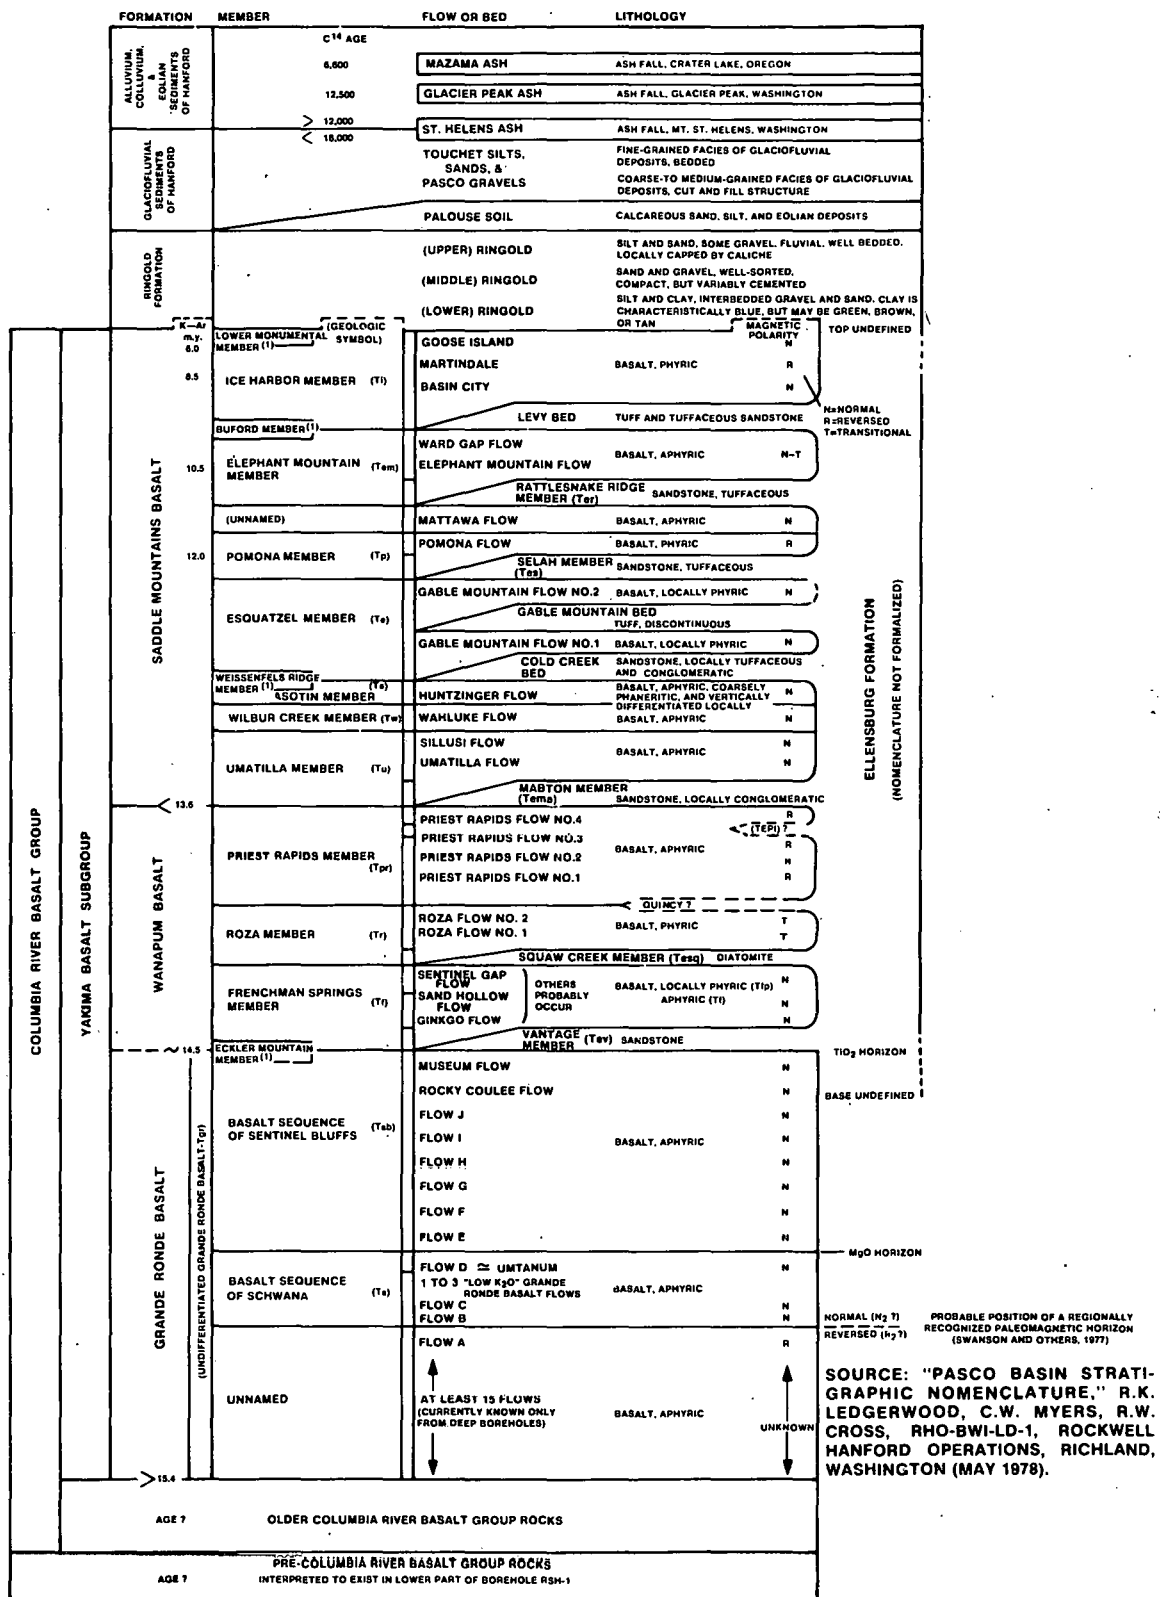 FORMATION MEMBER FLOW OR BED LITHOLOGY
C14 AGE
ALLUVIUM,
COLLUVIUM,
&
EOLIAN
SEDIMENTS
OF HANFORD
6,600 MAZAMA ASH ASH FALL, CRATER LAKE, OREGON
12,500 GLACIER PEAK ASH ASH FALL, GLACIER PEAK, WASHINGTON
> 12,000
< 18,000
ST. HELENS ASH ASH FALL, MT. ST. HELENS, WASHINGTON
GLACIOFLUVIAL
SEDIMENTS
OF HANFORD
TOUCHET SILTS,
SANDS, &
PASCO GRAVELS
FINE-GRAINED FACIES OF GLACIOFLUVIAL
DEPOSITS, BEDDED
COARSE-TO MEDIUM-GRAINED FACIES OF GLACIOFLUVIAL
DEPOSITS, CUT AND FILL STRUCTURE
PALOUSE SOIL CALCAREOUS SAND, SILT, AND EOLIAN DEPOSITS
RINGOLD
FORMATION
(UPPER) RINGOLD
SILT AND SAND, SOME GRAVEL. FLUVIAL. WELL BEDDED.
LOCALLY CAPPED BY CALICHE
(MIDDLE) RINGOLD
SAND AND GRAVEL, WELL-SORTED,
COMPACT, BUT VARIABLY CEMENTED
(LOWER) RINGOLD
SILT AND CLAY, INTERBEDDED GRAVEL AND SAND. CLAY IS
CHARACTERISTICALLY BLUE, BUT MAY BE GREEN, BROWN,
OR TAN
COLUMBIA RIVER BASALT GROUP
YAKIMA BASALT SUBGROUP
SADDLE MOUNTAINS BASALT
K—Ar
m.y.
6.0
LOWER MONUMENTAL
MEMBER(1)
(GEOLOGIC
SYMBOL)
MAGNETIC
POLARITY
TOP UNDEFINED
GOOSE ISLAND N
8.5 ICE HARBOR MEMBER (Ti) MARTINDALE BASALT, PHYRIC R
BASIN CITY N
N=NORMAL
R=REVERSED
T=TRANSITIONAL
LEVY BED TUFF AND TUFFACEOUS SANDSTONE
BUFORD MEMBER(1)
10.5 ELEPHANT MOUNTAIN
MEMBER (Tem)
WARD GAP FLOW
ELEPHANT MOUNTAIN FLOW
BASALT, APHYRIC N-T
RATTLESNAKE RIDGE
MEMBER (Ter) SANDSTONE, TUFFACEOUS
(UNNAMED) MATTAWA FLOW BASALT, APHYRIC N
12.0 POMONA MEMBER (Tp) POMONA FLOW BASALT, PHYRIC R
SELAH MEMBER
(Tes) SANDSTONE, TUFFACEOUS
ESQUATZEL MEMBER (Te)
GABLE MOUNTAIN FLOW NO.2 BASALT, LOCALLY PHYRIC N
GABLE MOUNTAIN BED
TUFF, DISCONTINUOUS
GABLE MOUNTAIN FLOW NO.1 BASALT, LOCALLY PHYRIC N
COLD CREEK
BED
SANDSTONE, LOCALLY TUFFACEOUS
AND CONGLOMERATIC
WEISSENFELS RIDGE
MEMBER(1)
(Ta)
ASOTIN MEMBER HUNTZINGER FLOW
BASALT, APHYRIC, COARSELY
PHANERITIC, AND VERTICALLY
DIFFERENTIATED LOCALLY
N
WILBUR CREEK MEMBER (Tw) WAHLUKE FLOW BASALT, APHYRIC N
UMATILLA MEMBER (Tu)
SILLUSI FLOW N
BASALT, APHYRIC
UMATILLA FLOW N
MABTON MEMBER
(Tema) SANDSTONE, LOCALLY CONGLOMERATIC
ELLENSBURG FORMATION
(NOMENCLATURE NOT FORMALIZED)
< 13.6
WANAPUM BASALT
PRIEST RAPIDS MEMBER
(Tpr)
PRIEST RAPIDS FLOW NO.4 R
(TEPI) ?
PRIEST RAPIDS FLOW NO.3 R
BASALT, APHYRIC
PRIEST RAPIDS FLOW NO.2 N
PRIEST RAPIDS FLOW NO.1 R
QUINCY ?
ROZA MEMBER (Tr)
ROZA FLOW NO. 2 T
BASALT, PHYRIC
ROZA FLOW NO. 1 T
SQUAW CREEK MEMBER (Tesq) DIATOMITE
FRENCHMAN SPRINGS
MEMBER (Tf)
SENTINEL GAP
FLOW
SAND HOLLOW
FLOW
GINKGO FLOW
OTHERS
PROBABLY
OCCUR
BASALT, LOCALLY PHYRIC (Tfp)
APHYRIC (Tf)
N
N
N
VANTAGE
MEMBER (Tev) SANDSTONE
~ 14.5
ECKLER MOUNTAIN
MEMBER(1)
TIO2 HORIZON
GRANDE RONDE BASALT
(UNDIFFERENTIATED GRANDE RONDE BASALT-Tgr)
BASALT SEQUENCE
OF SENTINEL BLUFFS (Tsb)
MUSEUM FLOW N
ROCKY COULEE FLOW N
BASE UNDEFINED
FLOW J N
FLOW I BASALT, APHYRIC N
FLOW H N
FLOW G N
FLOW F N
FLOW E N
MgO HORIZON
BASALT SEQUENCE
OF SCHWANA (Ts)
FLOW D ≃ UMTANUM N
1 TO 3 "LOW K2O" GRANDE
RONDE BASALT FLOWS
BASALT, APHYRIC
FLOW C N
FLOW B N
NORMAL (N2 ?)
REVERSED (R2 ?)
PROBABLE POSITION OF A REGIONALLY
RECOGNIZED PALEOMAGNETIC HORIZON
(SWANSON AND OTHERS, 1977)
FLOW A R
UNNAMED
AT LEAST 15 FLOWS
(CURRENTLY KNOWN ONLY
FROM DEEP BOREHOLES)
BASALT, APHYRIC
UNKNOWN
> 15.4
SOURCE: "PASCO BASIN STRATI-
GRAPHIC NOMENCLATURE," R.K.
LEDGERWOOD, C.W. MYERS, R.W.
CROSS, RHO-BWI-LD-1, ROCKWELL
HANFORD OPERATIONS, RICHLAND,
WASHINGTON (MAY 1978).
AGE ? OLDER COLUMBIA RIVER BASALT GROUP ROCKS
PRE-COLUMBIA RIVER BASALT GROUP ROCKS
AGE ? INTERPRETED TO EXIST IN LOWER PART OF BOREHOLE RSH-1